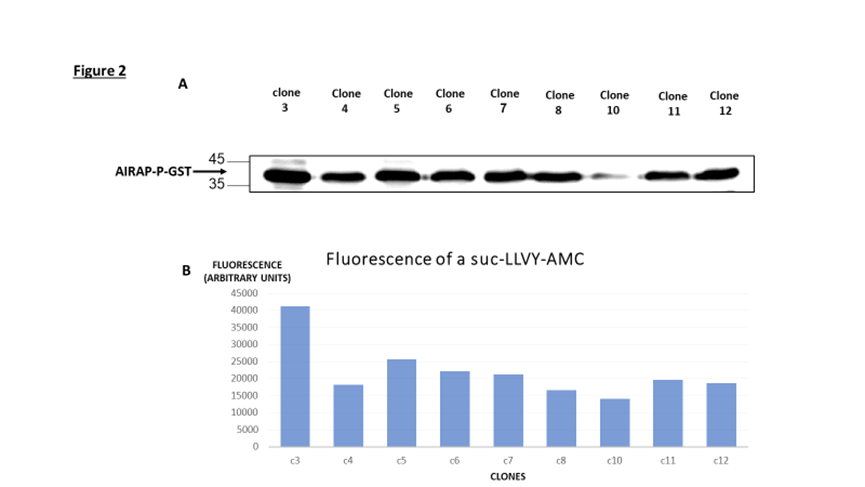 Figure 2
A
clone Clone Clone Clone Clone Clone Clone Clone Clone
3 4 5 6 7 8 10 11 12
45
AIRAP-P-GST
35
B
FLUORESCENCE
(ARBITRARY UNITS)
Fluorescence of a suc-LLVY-AMC
45000
40000
35000
30000
25000
20000
15000
10000
5000
0
c3 c4 c5 c6 c7 c8 c10 c11 c12
CLONES